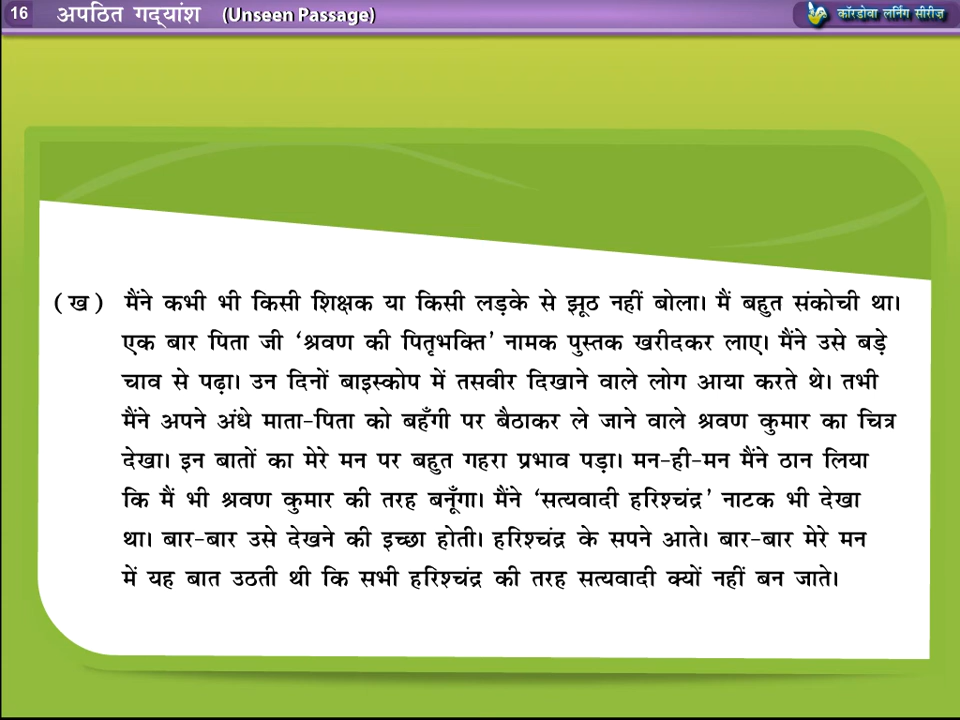 16 अपठित गद्‌यांश (Unseen Passage) कॉरडोवा लर्निंग सीरीज़
(ख) मैंने कभी भी किसी शिक्षक या किसी लड़के से झूठ नहीं बोला। मैं बहुत संकोची था।
एक बार पिता जी ‘श्रवण की पितृभक्ति’ नामक पुस्तक खरीदकर लाए। मैंने उसे बड़े
चाव से पढ़ा। उन दिनों बाइस्कोप में तसवीर दिखाने वाले लोग आया करते थे। तभी
मैंने अपने अंधे माता-पिता को बहँगी पर बैठाकर ले जाने वाले श्रवण कुमार का चित्र
देखा। इन बातों का मेरे मन पर बहुत गहरा प्रभाव पड़ा। मन-ही-मन मैंने ठान लिया
कि मैं भी श्रवण कुमार की तरह बनूँगा। मैंने ‘सत्यवादी हरिश्चंद्र’ नाटक भी देखा
था। बार-बार उसे देखने की इच्छा होती। हरिश्चंद्र के सपने आते। बार-बार मेरे मन
में यह बात उठती थी कि सभी हरिश्चंद्र की तरह सत्यवादी क्यों नहीं बन जाते।